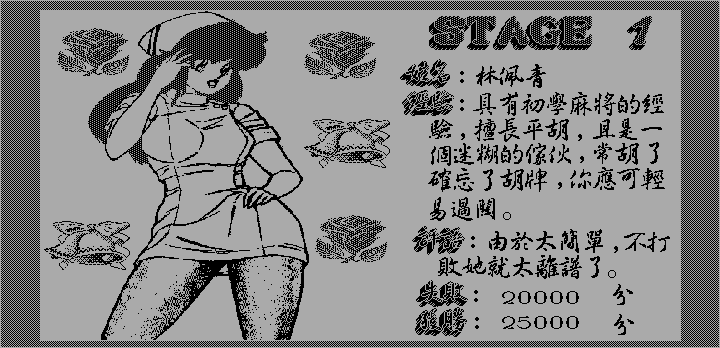 STAGE 1
姓名：林佩青
經驗：具有初學麻將的經
驗，擅長平胡，且是一
個迷糊的傢伙，常胡了
確忘了胡牌，你應可輕
易過關。
評語：由於太簡單，不打
敗她就太離譜了。
失敗： 20000 分
獲勝： 25000 分